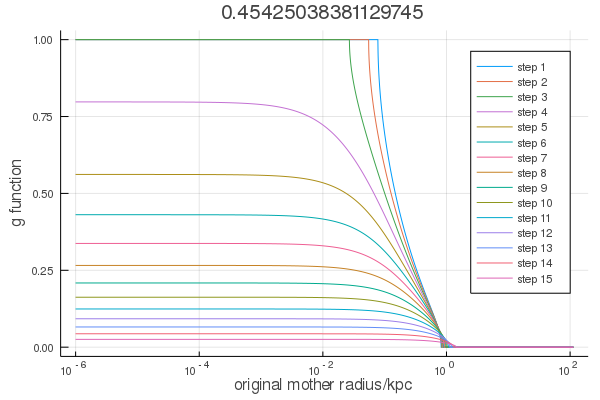 0.45425038381129745
g function
1.00
0.75
0.50
0.25
0.00
10^-6
10^-4
10^-2
10^0
10^2
original mother radius/kpc
step 1
step 2
step 3
step 4
step 5
step 6
step 7
step 8
step 9
step 10
step 11
step 12
step 13
step 14
step 15